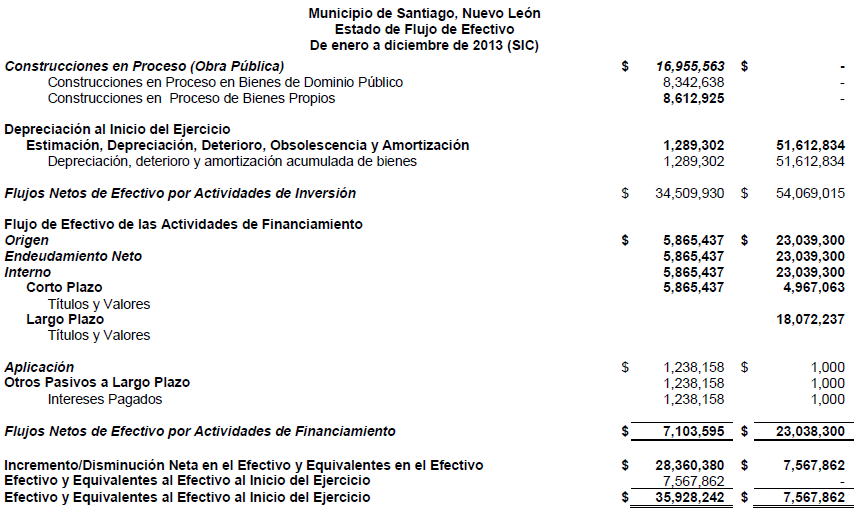 Municipio de Santiago, Nuevo León
Estado de Flujo de Efectivo
De enero a diciembre de 2013 (SIC)
Construcciones en Proceso (Obra Pública) $ 16,955,563 $ -
Construcciones en Proceso en Bienes de Dominio Público 8,342,638 -
Construcciones en Proceso de Bienes Propios 8,612,925 -
Depreciación al Inicio del Ejercicio
Estimación, Depreciación, Deterioro, Obsolescencia y Amortización 1,289,302 51,612,834
Depreciación, deterioro y amortización acumulada de bienes 1,289,302 51,612,834
Flujos Netos de Efectivo por Actividades de Inversión $ 34,509,930 $ 54,069,015
Flujo de Efectivo de las Actividades de Financiamiento
Origen $ 5,865,437 $ 23,039,300
Endeudamiento Neto 5,865,437 23,039,300
Interno 5,865,437 23,039,300
Corto Plazo 5,865,437 4,967,063
Títulos y Valores
Largo Plazo 18,072,237
Títulos y Valores
Aplicación $ 1,238,158 $ 1,000
Otros Pasivos a Largo Plazo 1,238,158 1,000
Intereses Pagados 1,238,158 1,000
Flujos Netos de Efectivo por Actividades de Financiamiento $ 7,103,595 $ 23,038,300
Incremento/Disminución Neta en el Efectivo y Equivalentes en el Efectivo $ 28,360,380 $ 7,567,862
Efectivo y Equivalentes al Efectivo al Inicio del Ejercicio 7,567,862 -
Efectivo y Equivalentes al Efectivo al Inicio del Ejercicio $ 35,928,242 $ 7,567,862